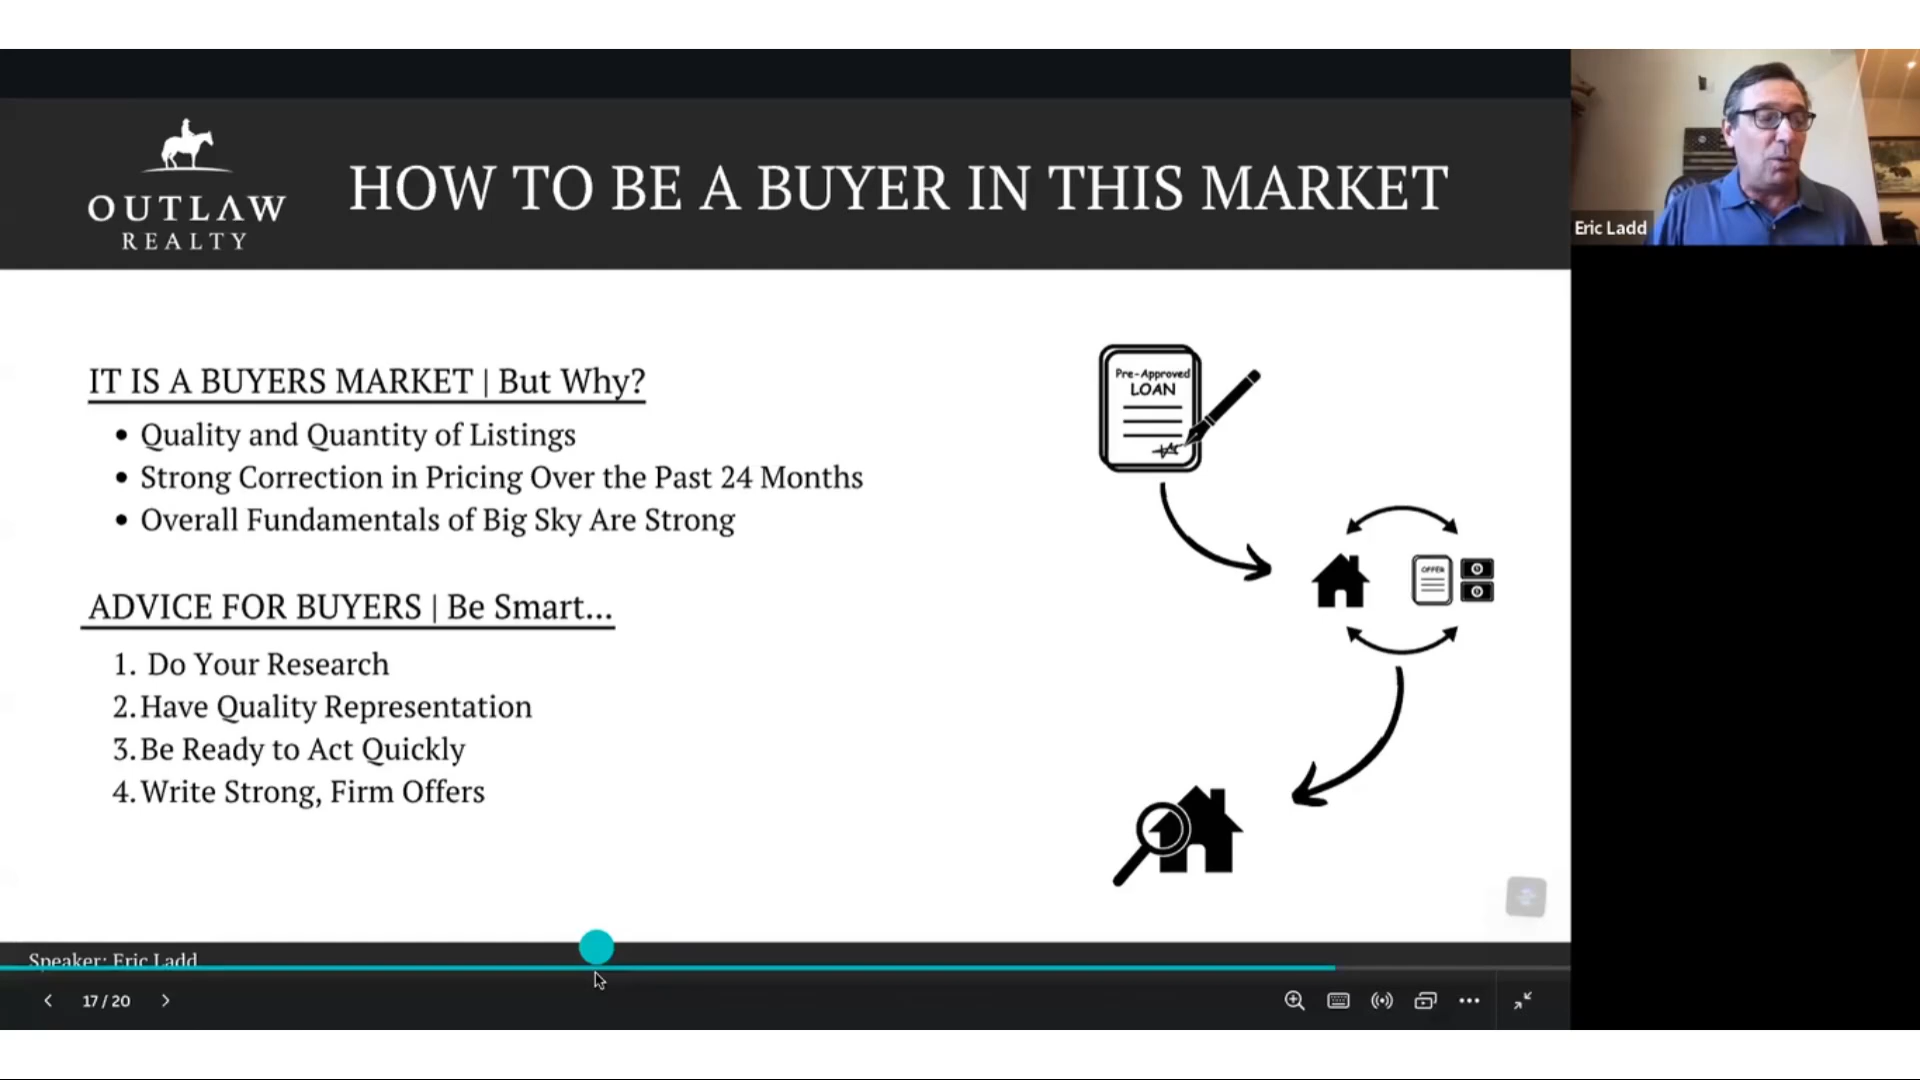 OUTLAW
REALTY
HOW TO BE A BUYER IN THIS MARKET
Eric Ladd
IT IS A BUYERS MARKET | But Why?
• Quality and Quantity of Listings
• Strong Correction in Pricing Over the Past 24 Months
• Overall Fundamentals of Big Sky Are Strong
Pre-Approved
LOAN
OFFER
ADVICE FOR BUYERS | Be Smart...
1. Do Your Research
2. Have Quality Representation
3. Be Ready to Act Quickly
4. Write Strong, Firm Offers
Speaker: Eric Ladd
17 / 20